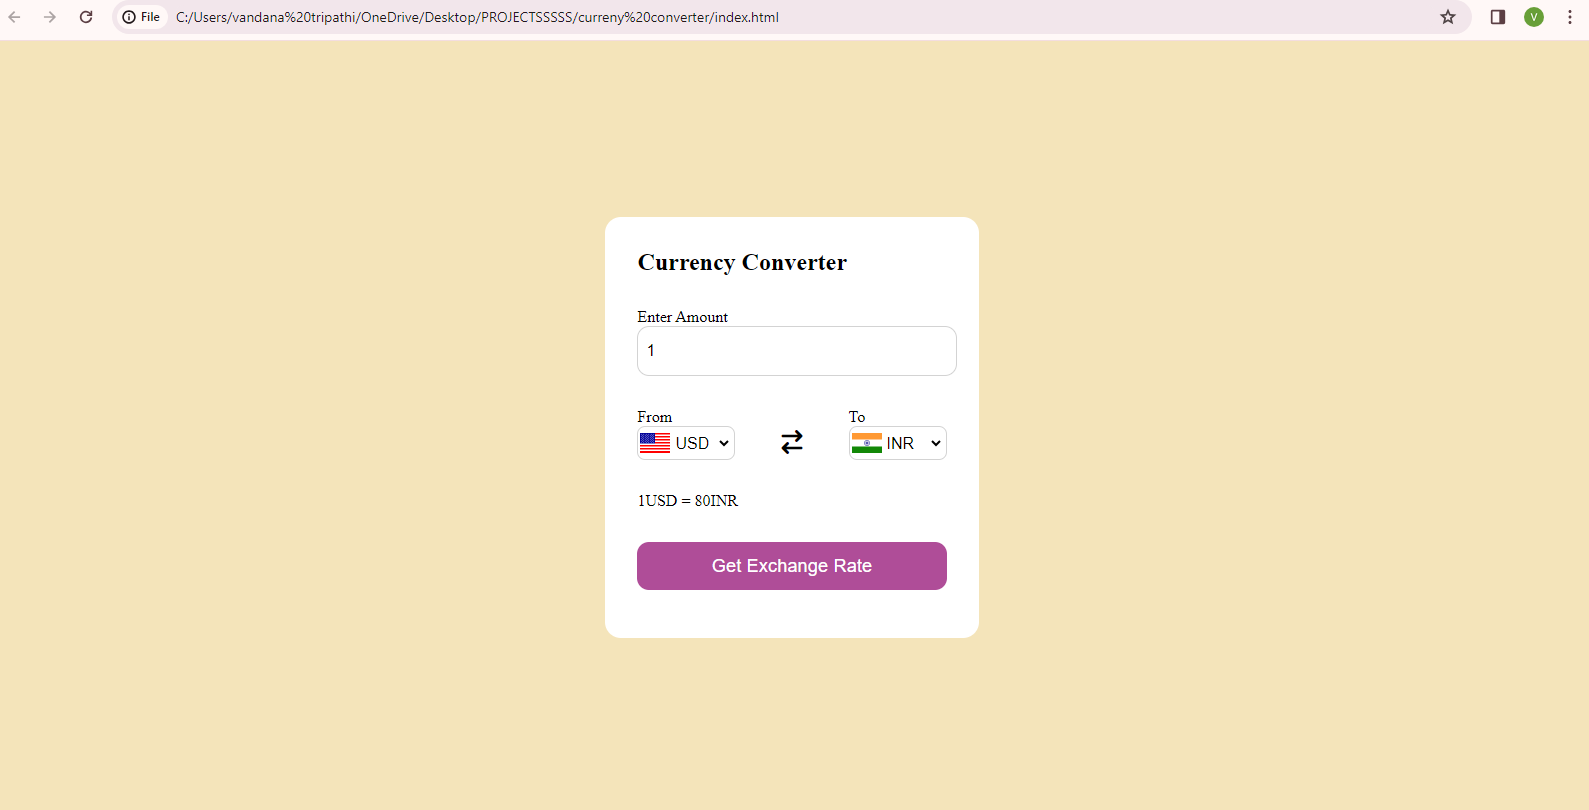 File C:/Users/vandana%20tripathi/OneDrive/Desktop/PROJECTSSSSS/curreny%20converter/index.html
V
Currency Converter
Enter Amount
1
From To
USD INR
1USD = 80INR
Get Exchange Rate